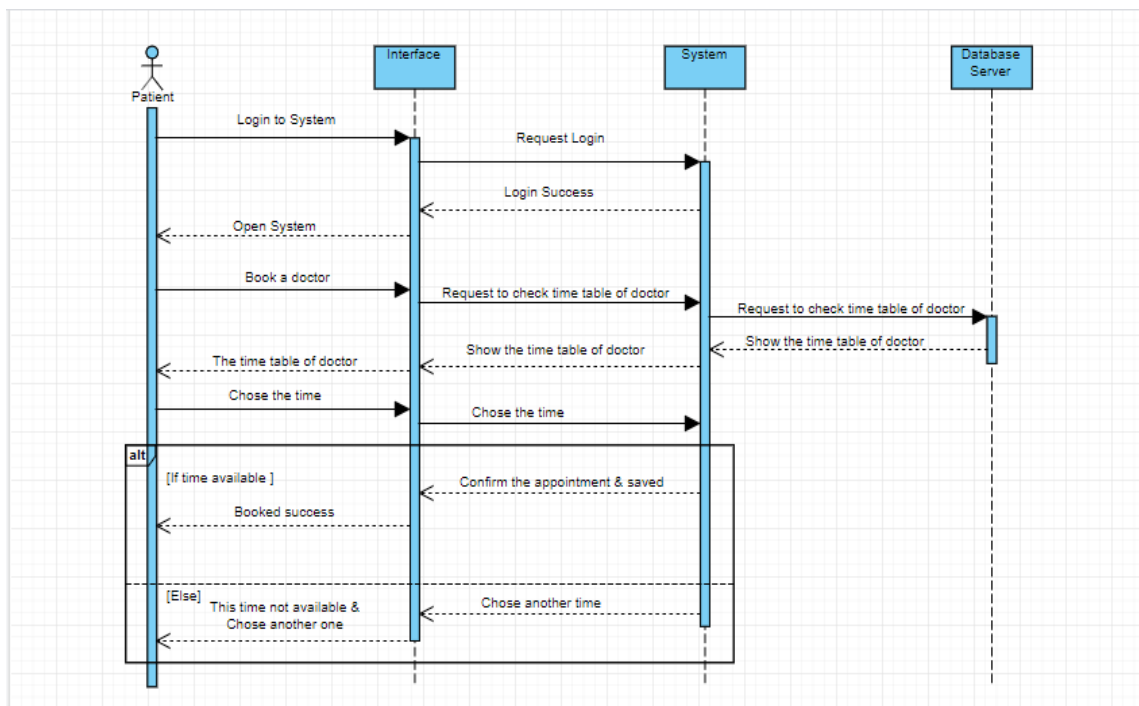 Interface
System
Database
Server
Patient
Login to System
Request Login
Login Success
Open System
Book a doctor
Request to check time table of doctor
Request to check time table of doctor
Show the time table of doctor
Show the time table of doctor
The time table of doctor
Chose the time
Chose the time
alt
[If time available ]
Confirm the appointment & saved
Booked success
[Else]
Chose another time
This time not available &
Chose another one